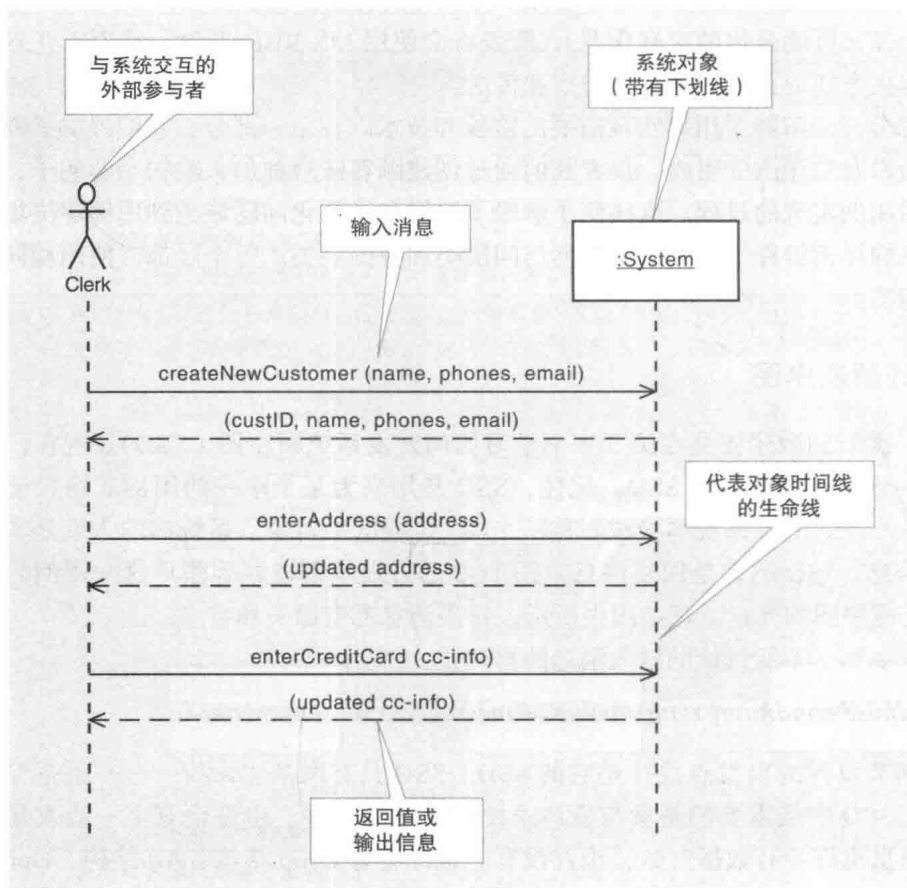 与系统交互的
外部参与者
系统对象
（带有下划线）
输入消息
:System
Clerk
createNewCustomer (name, phones, email)
(custID, name, phones, email)
代表对象时间线
的生命线
enterAddress (address)
(updated address)
enterCreditCard (cc-info)
(updated cc-info)
返回值或
输出信息